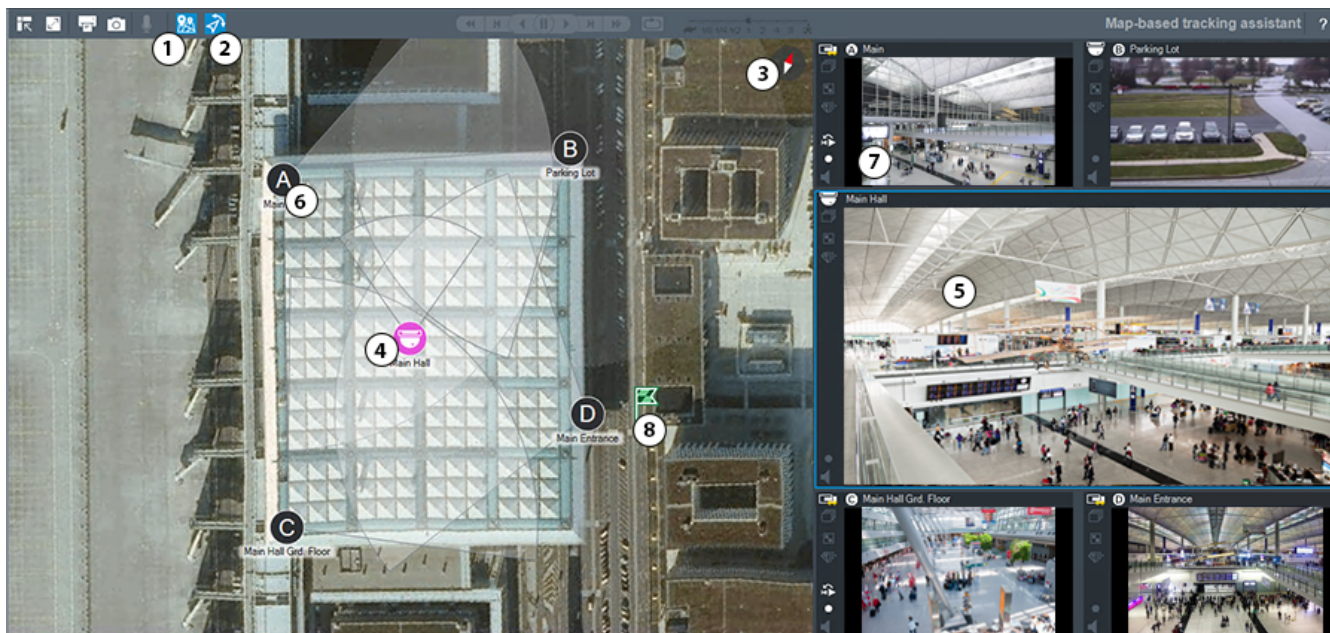 Map-based tracking assistant ?
1
2
3
A Main
B Parking Lot
B
Parking Lot
A
Main
6
7
Main Hall
5
4
Main Hall
D
Main Entrance
8
C
Main Hall Grd. Floor
C Main Hall Grd. Floor
D Main Entrance